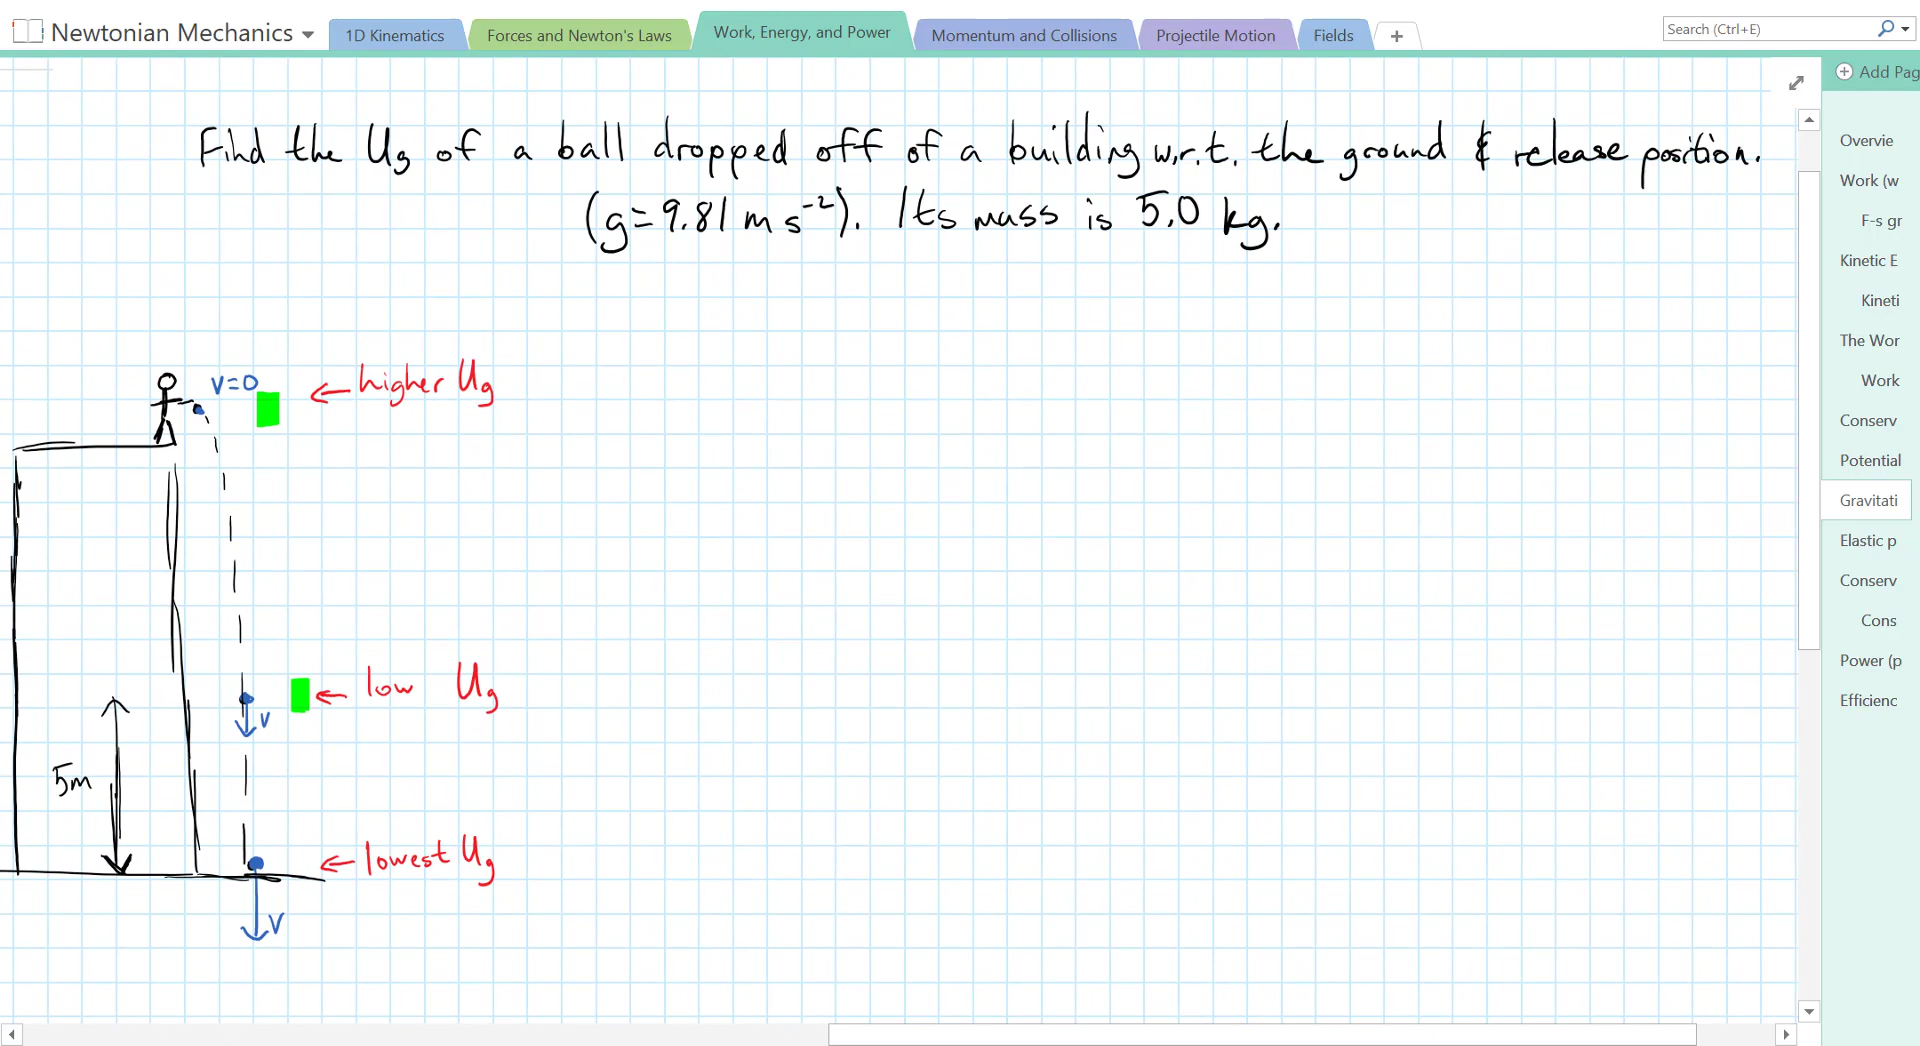 Newtonian Mechanics
1D Kinematics
Forces and Newton's Laws
Work, Energy, and Power
Momentum and Collisions
Projectile Motion
Fields
+
Search (Ctrl+E)
Add Pag
Find the Ug of a ball dropped off of a building w.r.t. the ground & release position.
(g=9.81 m s⁻²). Its mass is 5.0 kg.
v=0
← higher Ug
← low Ug
v
5m
← lowest Ug
v
Overvie
Work (w
F-s gr
Kinetic E
Kineti
The Wor
Work
Conserv
Potential
Gravitati
Elastic p
Conserv
Cons
Power (p
Efficienc